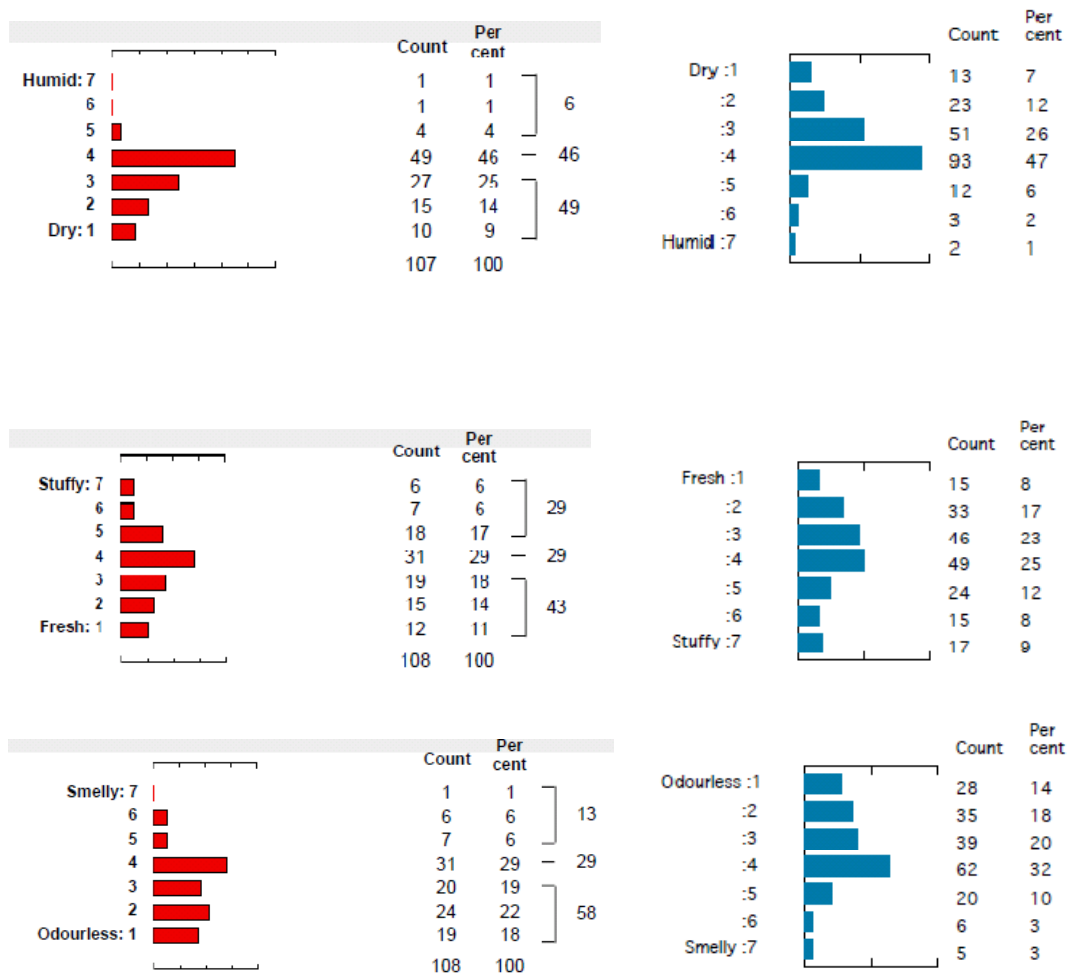 Count Per cent
Humid: 7 1 1
6 1 1 6
5 4 4
4 49 46 46
3 27 25
2 15 14 49
Dry: 1 10 9
107 100
Count Per cent
Dry :1 13 7
:2 23 12
:3 51 26
:4 93 47
:5 12 6
:6 3 2
Humid :7 2 1
Count Per cent
Stuffy: 7 6 6
6 7 6 29
5 18 17
4 31 29 29
3 19 18
2 15 14 43
Fresh: 1 12 11
108 100
Count Per cent
Fresh :1 15 8
:2 33 17
:3 46 23
:4 49 25
:5 24 12
:6 15 8
Stuffy :7 17 9
Count Per cent
Smelly: 7 1 1
6 6 6 13
5 7 6
4 31 29 29
3 20 19
2 24 22 58
Odourless: 1 19 18
108 100
Count Per cent
Odourless :1 28 14
:2 35 18
:3 39 20
:4 62 32
:5 20 10
:6 6 3
Smelly :7 5 3